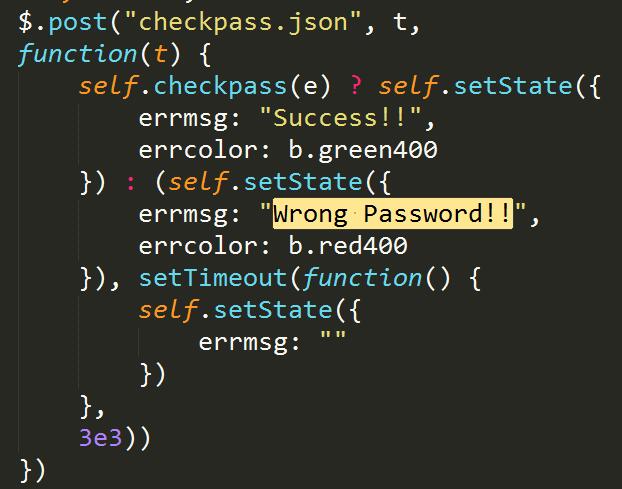 $.post("checkpass.json", t,
function(t) {
    self.checkpass(e) ? self.setState({
        errmsg: "Success!!",
        errcolor: b.green400
    }) : (self.setState({
        errmsg: "Wrong Password!!",
        errcolor: b.red400
    }), setTimeout(function() {
        self.setState({
            errmsg: ""
        })
    },
    3e3))
})